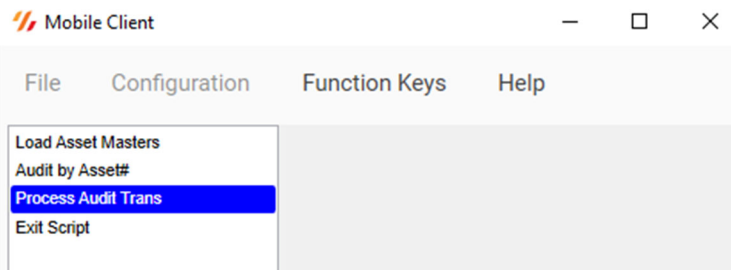 Mobile Client
File Configuration Function Keys Help
Load Asset Masters
Audit by Asset#
Process Audit Trans
Exit Script